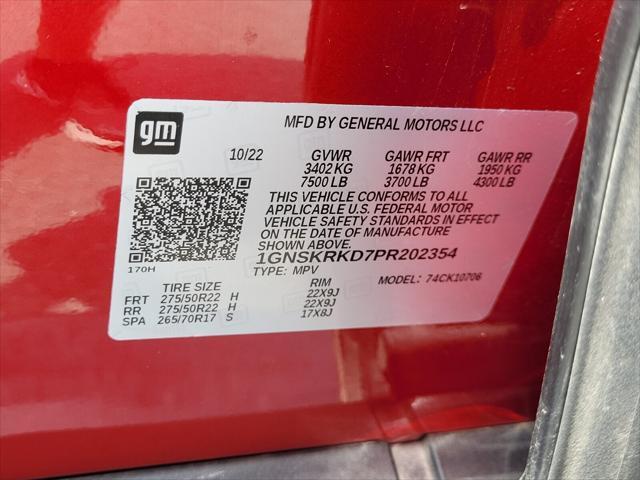 gm
MFD BY GENERAL MOTORS LLC
10/22 GVWR GAWR FRT GAWR RR
3402 KG 1678 KG 1950 KG
7500 LB 3700 LB 4300 LB
THIS VEHICLE CONFORMS TO ALL
APPLICABLE U.S. FEDERAL MOTOR
VEHICLE SAFETY STANDARDS IN EFFECT
ON THE DATE OF MANUFACTURE
SHOWN ABOVE.
1GNSKRKD7PR202354
170H
TYPE: MPV MODEL: 74CK10706
TIRE SIZE RIM
FRT 275/50R22 H 22X9J
RR 275/50R22 H 22X9J
SPA 265/70R17 S 17X8J